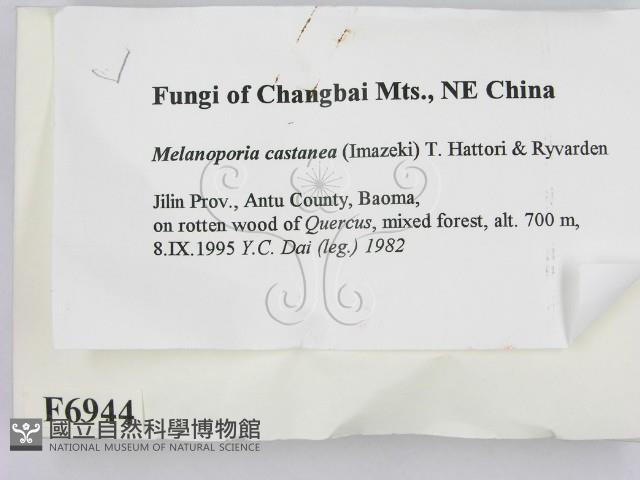 Fungi of Changbai Mts., NE China
Melanoporia castanea (Imazeki) T. Hattori & Ryvarden
Jilin Prov., Antu County, Baoma,
on rotten wood of Quercus, mixed forest, alt. 700 m,
8.IX.1995 Y.C. Dai (leg.) 1982
F6944
國立自然科學博物館
NATIONAL MUSEUM OF NATURAL SCIENCE